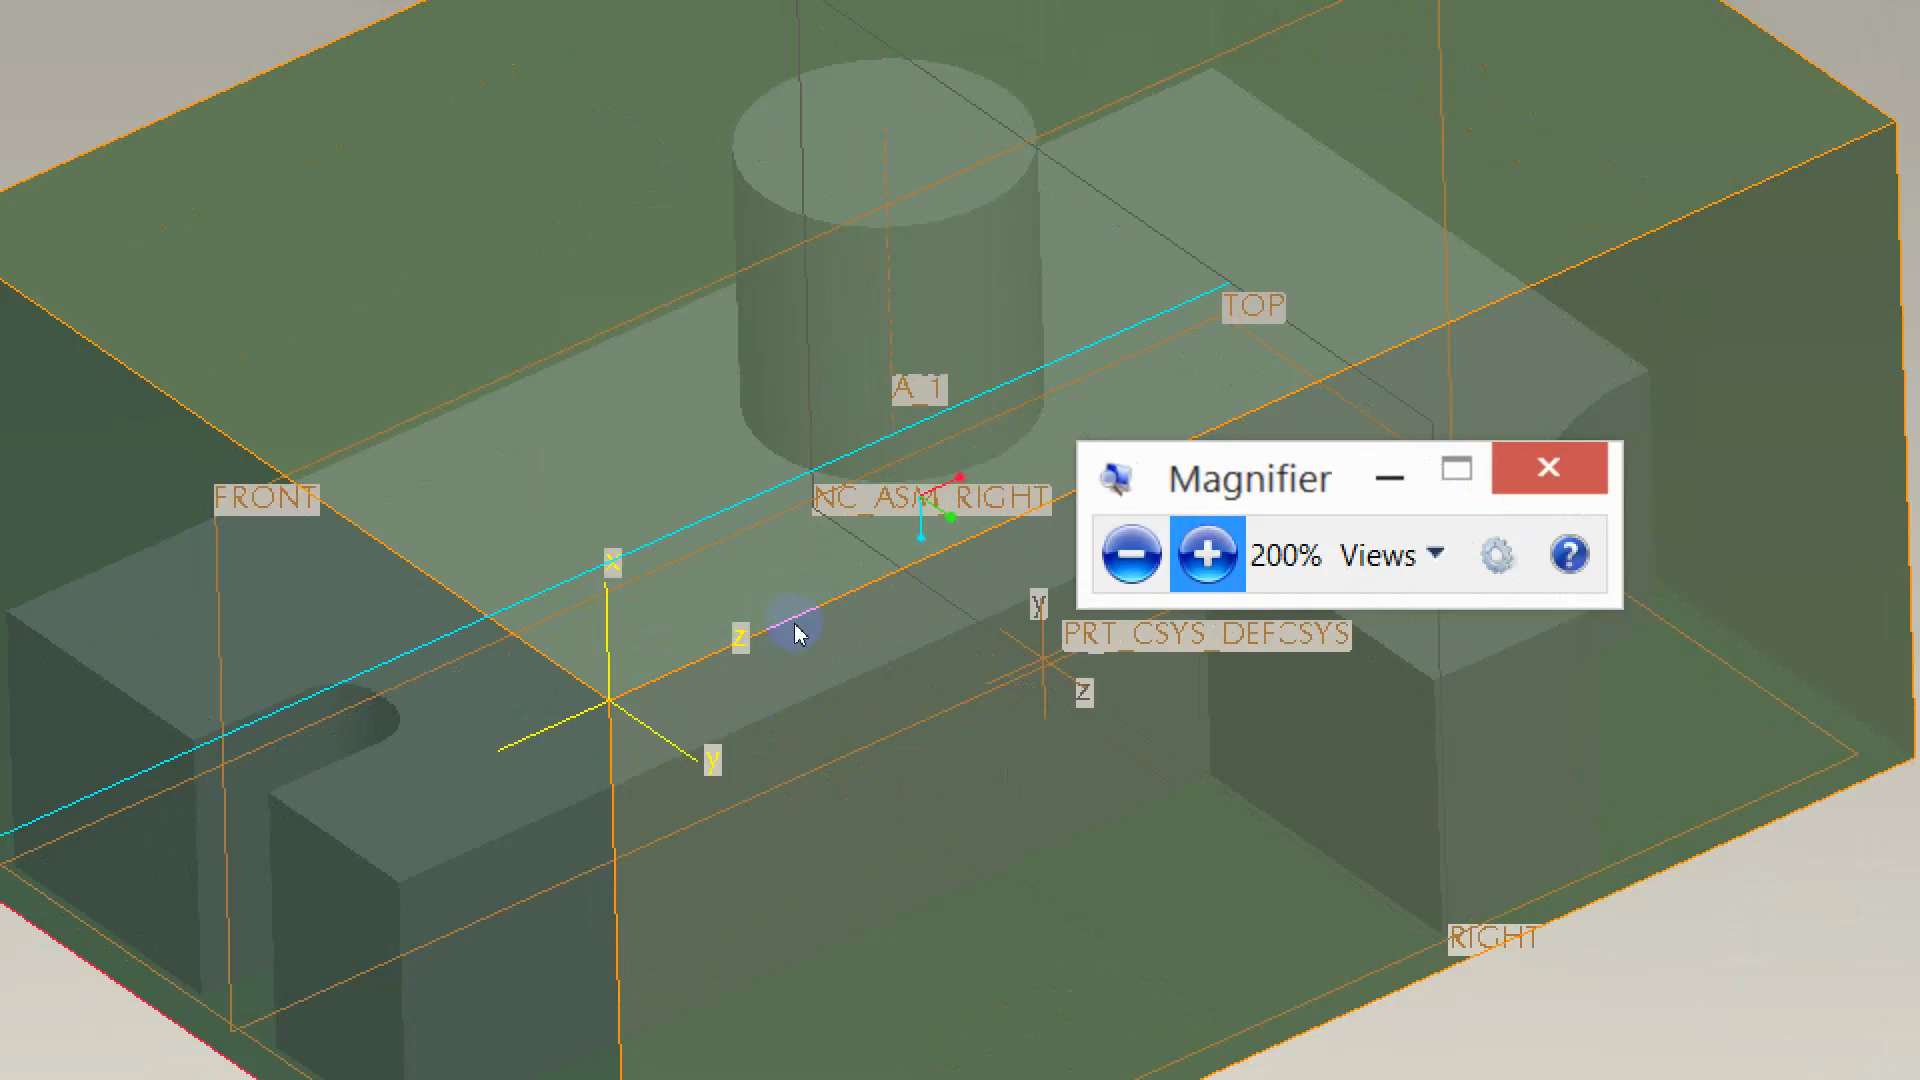 TOP
A_1
FRONT
NC_ASM_RIGHT
Magnifier
200% Views
x
z
y
y
PRT_CSYS_DEFCSYS
z
RIGHT